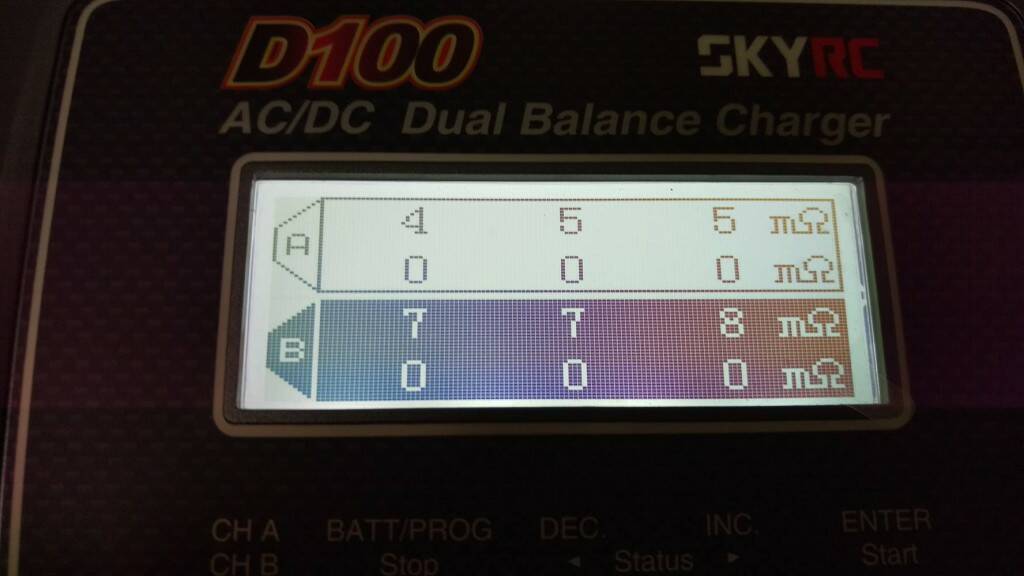 D100
SKYRC
AC/DC Dual Balance Charger
A
4 5 5 mΩ
0 0 0 mΩ
B
7 7 8 mΩ
0 0 0 mΩ
CH A BATT/PROG DEC. INC. ENTER
CH B Stop ◄ Status ► Start